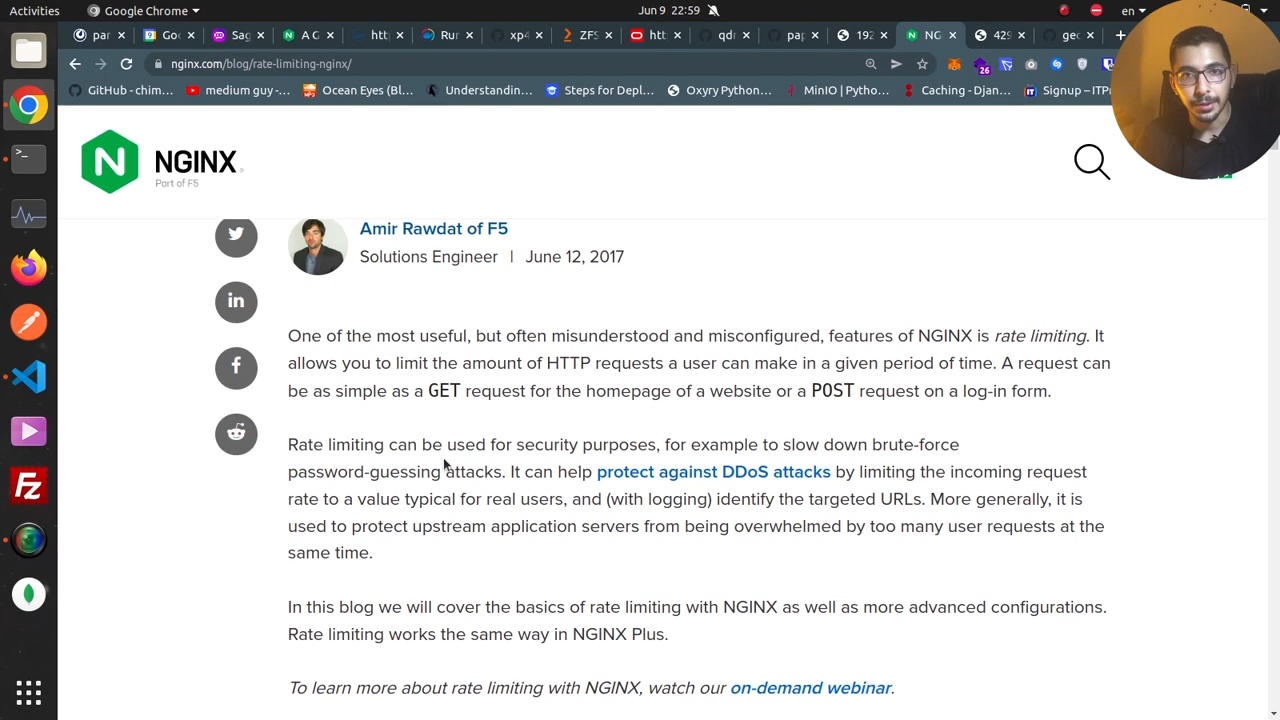 Activities
Google Chrome
Jun 9 22:59
en
par
Goo
Sag
A G
http
Rur
xp4
ZFS
htt
qdr
pap
192
NG
429
geo
nginx.com/blog/rate-limiting-nginx/
26
GitHub - chim...
medium guy -...
Ocean Eyes (Bl...
Understanding...
Steps for Depl...
Oxyry Python...
MinIO | Pytho...
Caching - Djan...
Signup – ITP
NGINX
Part of F5
Amir Rawdat of F5
Solutions Engineer | June 12, 2017
One of the most useful, but often misunderstood and misconfigured, features of NGINX is rate limiting. It
allows you to limit the amount of HTTP requests a user can make in a given period of time. A request can
be as simple as a GET request for the homepage of a website or a POST request on a log-in form.
Rate limiting can be used for security purposes, for example to slow down brute-force
password-guessing attacks. It can help protect against DDoS attacks by limiting the incoming request
rate to a value typical for real users, and (with logging) identify the targeted URLs. More generally, it is
used to protect upstream application servers from being overwhelmed by too many user requests at the
same time.
In this blog we will cover the basics of rate limiting with NGINX as well as more advanced configurations.
Rate limiting works the same way in NGINX Plus.
To learn more about rate limiting with NGINX, watch our on-demand webinar.